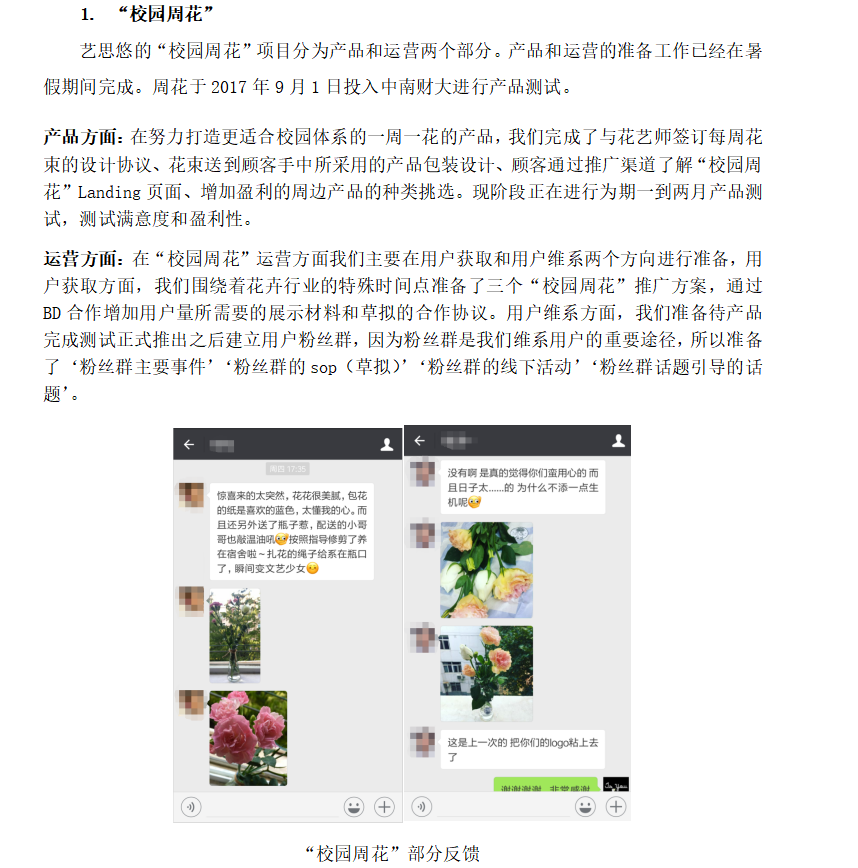 1. “校园周花”
艺思悠的“校园周花”项目分为产品和运营两个部分。产品和运营的准备工作已经在暑
假期间完成。周花于 2017 年 9 月 1 日投入中南财大进行产品测试。
产品方面：在努力打造更适合校园体系的一周一花的产品，我们完成了与花艺师签订每周花
束的设计协议、花束送到顾客手中所采用的产品包装设计、顾客通过推广渠道了解“校园周
花”Landing 页面、增加盈利的周边产品的种类挑选。现阶段正在进行为期一到两月产品测
试，测试满意度和盈利性。
运营方面：在“校园周花”运营方面我们主要在用户获取和用户维系两个方向进行准备，用
户获取方面，我们围绕着花卉行业的特殊时间点准备了三个“校园周花”推广方案，通过
BD 合作增加用户量所需要的展示材料和草拟的合作协议。用户维系方面，我们准备待产品
完成测试正式推出之后建立用户粉丝群，因为粉丝群是我们维系用户的重要途径，所以准备
了‘粉丝群主要事件’‘粉丝群的 sop（草拟）’‘粉丝群的线下活动’‘粉丝群话题引导的话
题’。
周四 17:35
惊喜来的太突然，花花很美腻，包花
的纸是喜欢的蓝色，太懂我的心。而
且还另外送了瓶子惹，配送的小哥
哥也敲温油吼按照指导修剪了养
在宿舍啦～扎花的绳子给系在瓶口
了，瞬间变文艺少女
没有啊 是真的觉得你们蛮用心的 而
且日子太......的 为什么不添一点生
机呢
这是上一次的 把你们的logo粘上去
了
谢谢谢谢 非常感谢
“校园周花”部分反馈